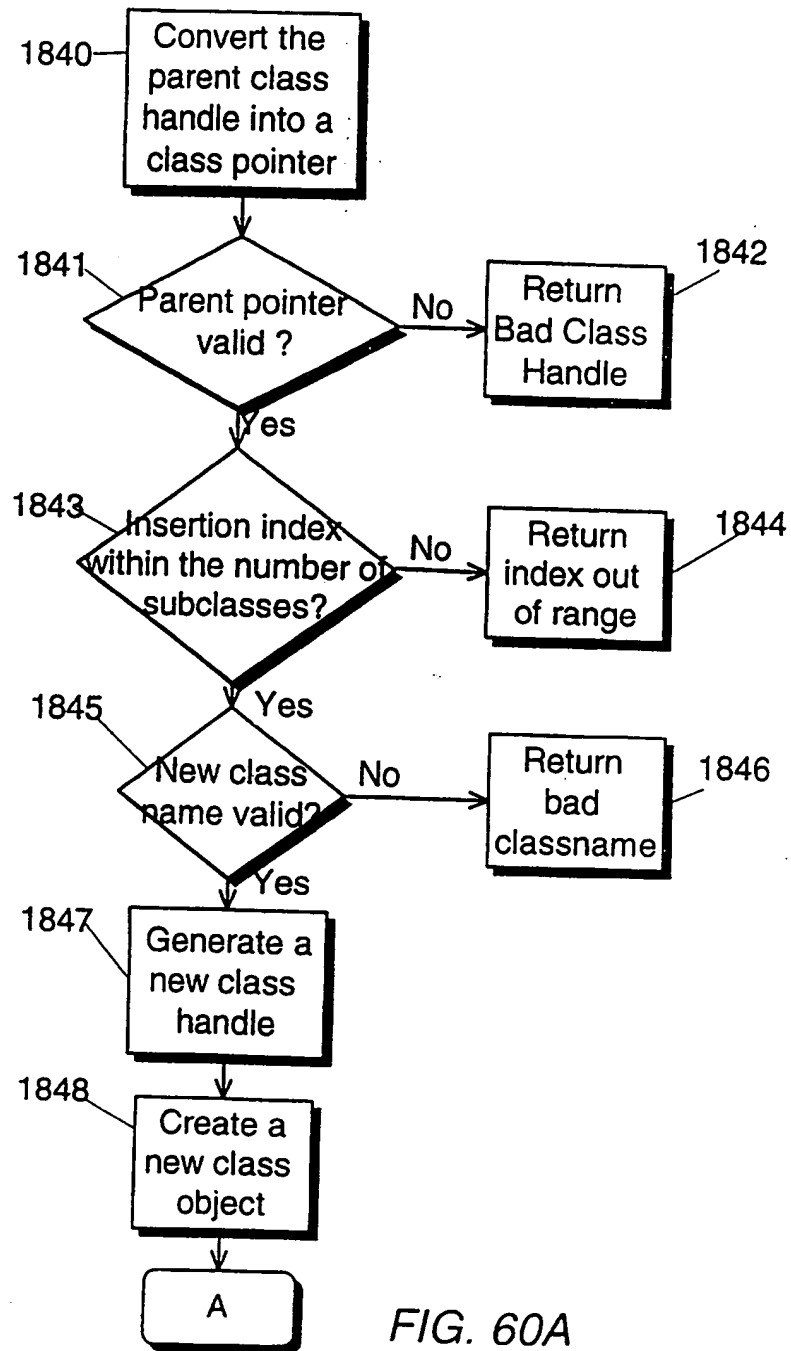 1840
Convert the
parent class
handle into a
class pointer
1841
Parent pointer
valid ?
No
1842
Return
Bad Class
Handle
Yes
1843
Insertion index
within the number of
subclasses?
No
1844
Return
index out
of range
Yes
1845
New class
name valid?
No
1846
Return
bad
classname
Yes
1847
Generate a
new class
handle
1848
Create a
new class
object
A
FIG. 60A